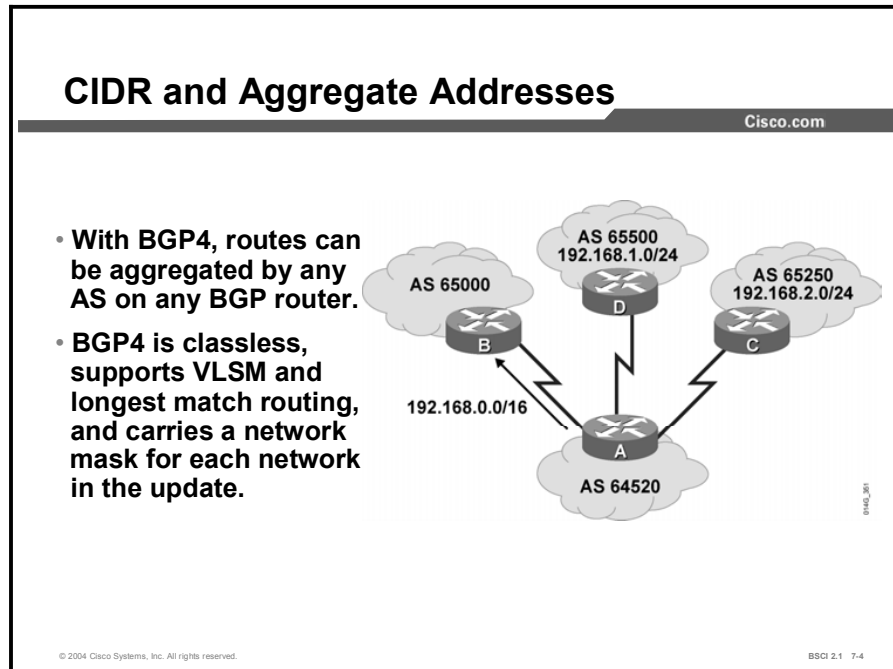 CIDR and Aggregate Addresses
Cisco.com
• With BGP4, routes can
be aggregated by any
AS on any BGP router.
• BGP4 is classless,
supports VLSM and
longest match routing,
and carries a network
mask for each network
in the update.
AS 65000
B
AS 65500
192.168.1.0/24
D
AS 65250
192.168.2.0/24
C
192.168.0.0/16
A
AS 64520
014G_351
© 2004 Cisco Systems, Inc. All rights reserved.
BSCI 2.1 7-4